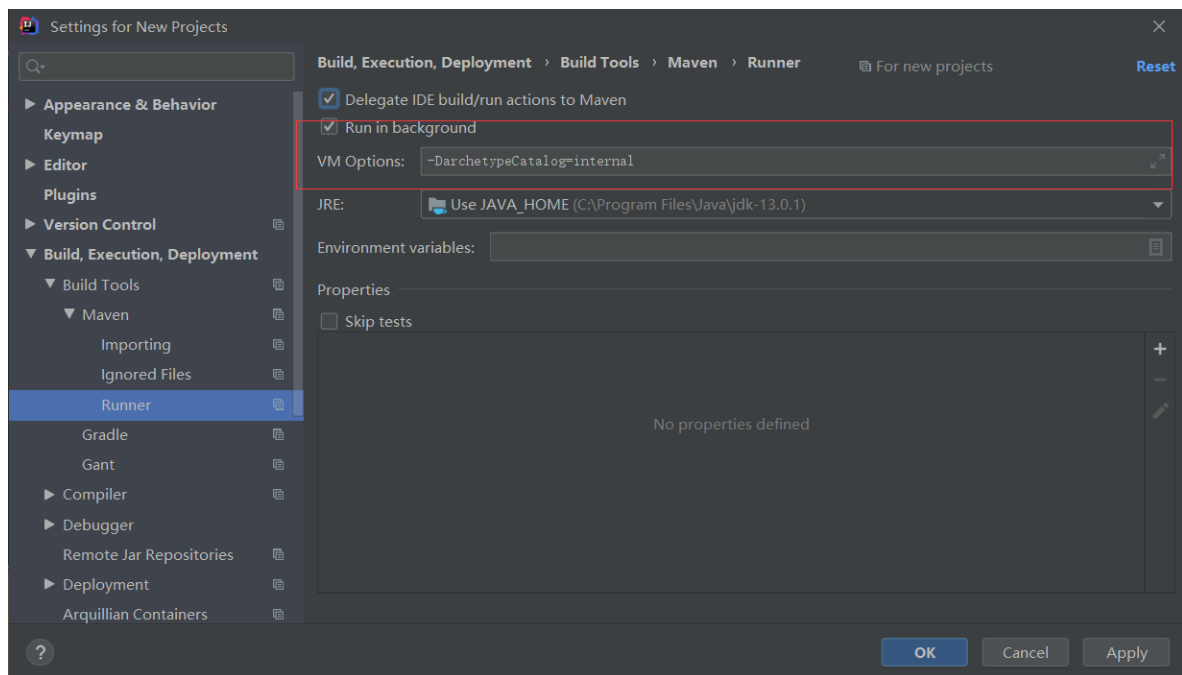 Settings for New Projects
Build, Execution, Deployment › Build Tools › Maven › Runner
For new projects
Reset
Appearance & Behavior
Keymap
Editor
Plugins
Version Control
Build, Execution, Deployment
Build Tools
Maven
Importing
Ignored Files
Runner
Gradle
Gant
Compiler
Debugger
Remote Jar Repositories
Deployment
Arquillian Containers
Delegate IDE build/run actions to Maven
Run in background
VM Options: -DarchetypeCatalog=internal
JRE: Use JAVA_HOME (C:\Program Files\Java\jdk-13.0.1)
Environment variables:
Properties
Skip tests
No properties defined
?
OK
Cancel
Apply